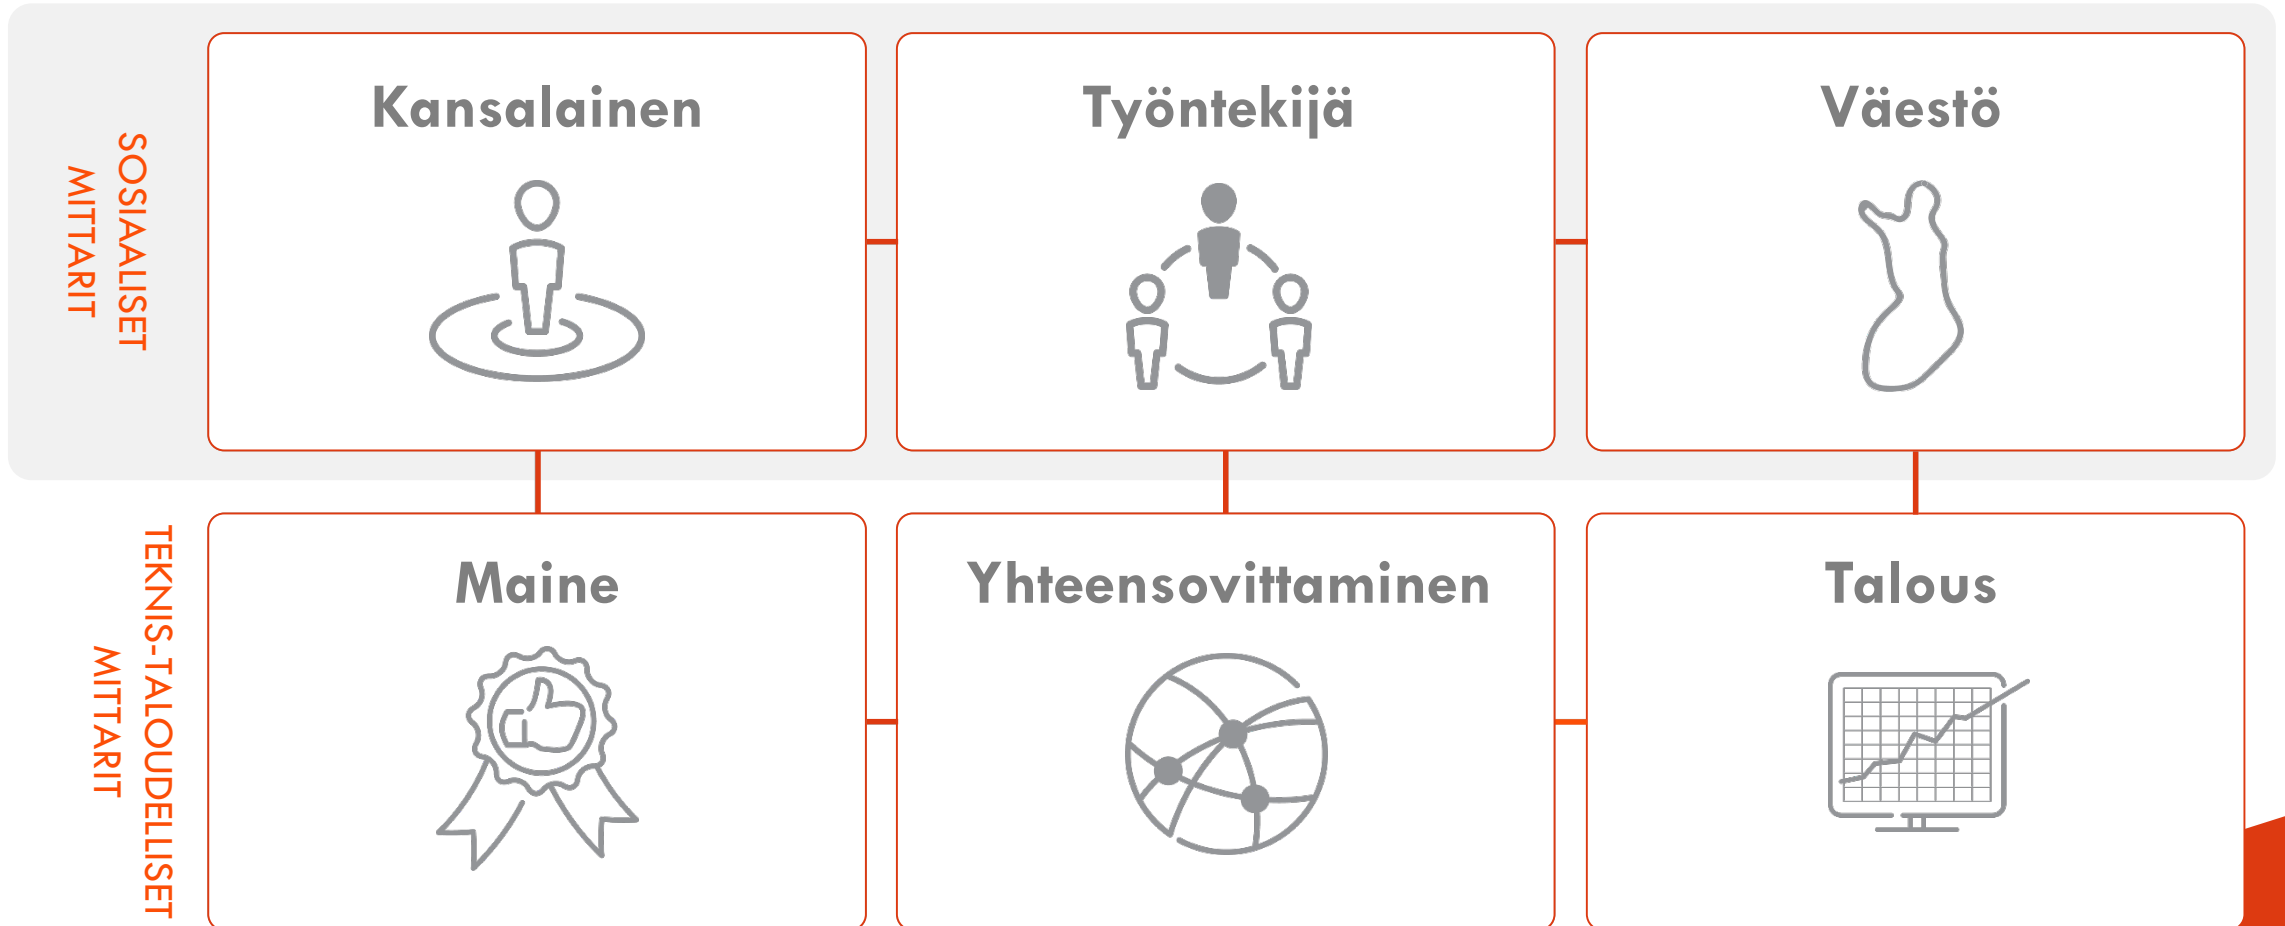 SOSIAALISET
MITTARIT
Kansalainen
Työntekijä
Väestö
TEKNIS-TALOUDELLISET
MITTARIT
Maine
Yhteensovittaminen
Talous